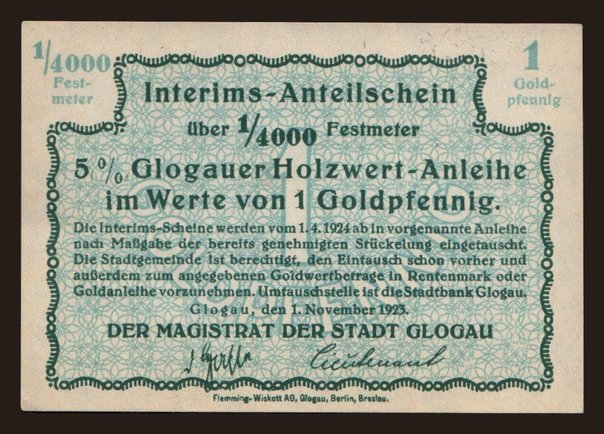 1/4000
Fest-
meter
1
Gold-
pfennig
Interims-Anteilschein
über 1/4000 Festmeter
5% Glogauer Holzwert-Anleihe
im Werte von 1 Goldpfennig.
Die Interims-Scheine werden vom 1.4.1924 ab in vorgenannte Anleihe
nach Maßgabe der bereits genehmigten Stückelung eingetauscht.
Die Stadtgemeinde ist berechtigt, den Eintausch schon vorher und
außerdem zum angegebenen Goldwertbetrage in Rentenmark oder
Goldanleihe vorzunehmen. Umtauschstelle ist die Stadtbank Glogau.
Glogau, den 1. November 1923.
DER MAGISTRAT DER STADT GLOGAU
Flemming-Wiskott AG, Glogau, Berlin, Breslau.